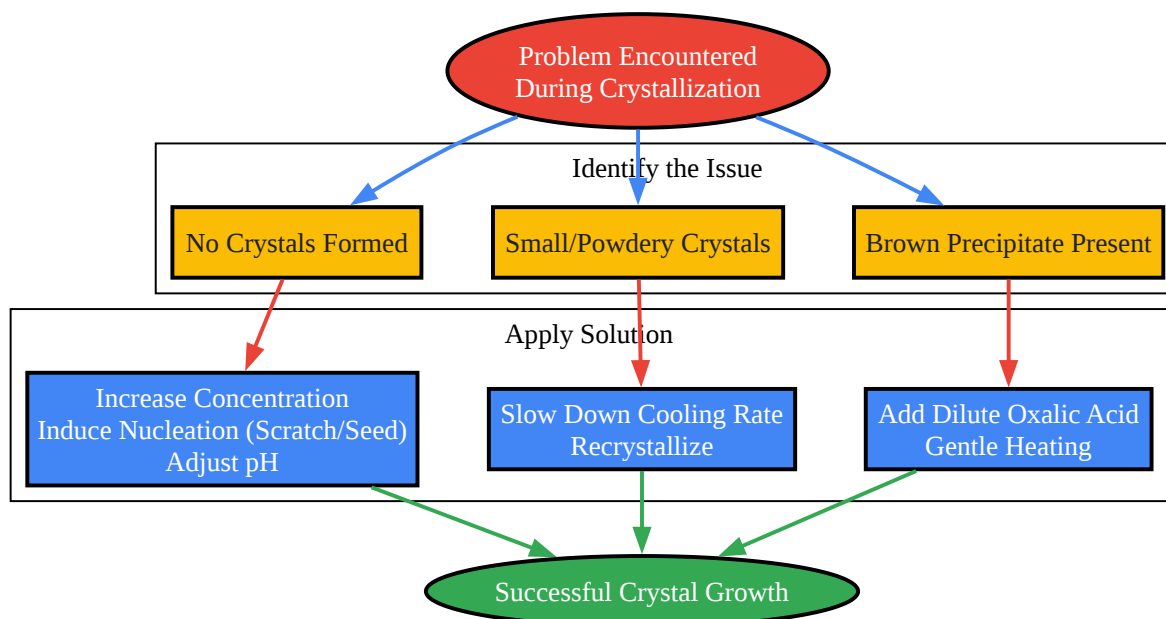 Problem Encountered
During Crystallization
Identify the Issue
No Crystals Formed
Small/Powdery Crystals
Brown Precipitate Present
Apply Solution
Increase Concentration
Induce Nucleation (Scratch/Seed)
Adjust pH
Slow Down Cooling Rate
Recrystallize
Add Dilute Oxalic Acid
Gentle Heating
Successful Crystal Growth